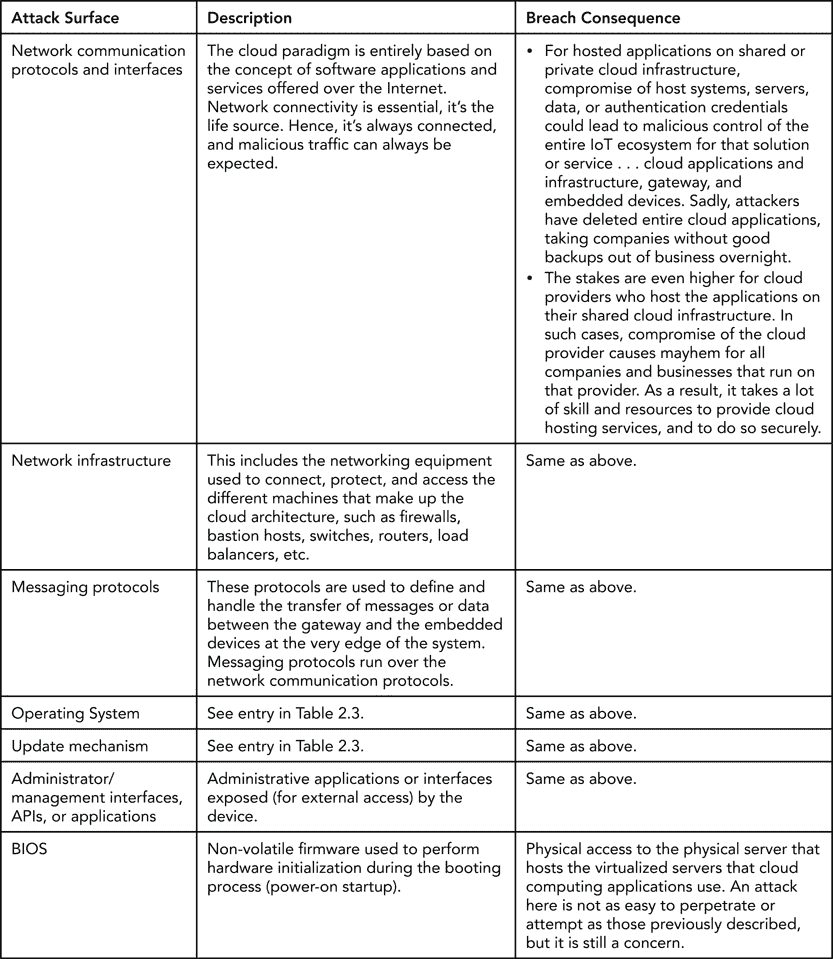 Attack Surface
Description
Breach Consequence
Network communication
protocols and interfaces
The cloud paradigm is entirely based on
the concept of software applications and
services offered over the Internet.
Network connectivity is essential, it's the
life source. Hence, it's always connected,
and malicious traffic can always be
expected.
• For hosted applications on shared or
private cloud infrastructure,
compromise of host systems, servers,
data, or authentication credentials
could lead to malicious control of the
entire IoT ecosystem for that solution
or service . . . cloud applications and
infrastructure, gateway, and
embedded devices. Sadly, attackers
have deleted entire cloud applications,
taking companies without good
backups out of business overnight.
• The stakes are even higher for cloud
providers who host the applications on
their shared cloud infrastructure. In
such cases, compromise of the cloud
provider causes mayhem for all
companies and businesses that run on
that provider. As a result, it takes a lot
of skill and resources to provide cloud
hosting services, and to do so securely.
Network infrastructure
This includes the networking equipment
used to connect, protect, and access the
different machines that make up the
cloud architecture, such as firewalls,
bastion hosts, switches, routers, load
balancers, etc.
Same as above.
Messaging protocols
These protocols are used to define and
handle the transfer of messages or data
between the gateway and the embedded
devices at the very edge of the system.
Messaging protocols run over the
network communication protocols.
Same as above.
Operating System
See entry in Table 2.3.
Same as above.
Update mechanism
See entry in Table 2.3.
Same as above.
Administrator/
management interfaces,
APIs, or applications
Administrative applications or interfaces
exposed (for external access) by the
device.
Same as above.
BIOS
Non-volatile firmware used to perform
hardware initialization during the booting
process (power-on startup).
Physical access to the physical server that
hosts the virtualized servers that cloud
computing applications use. An attack
here is not as easy to perpetrate or
attempt as those previously described,
but it is still a concern.